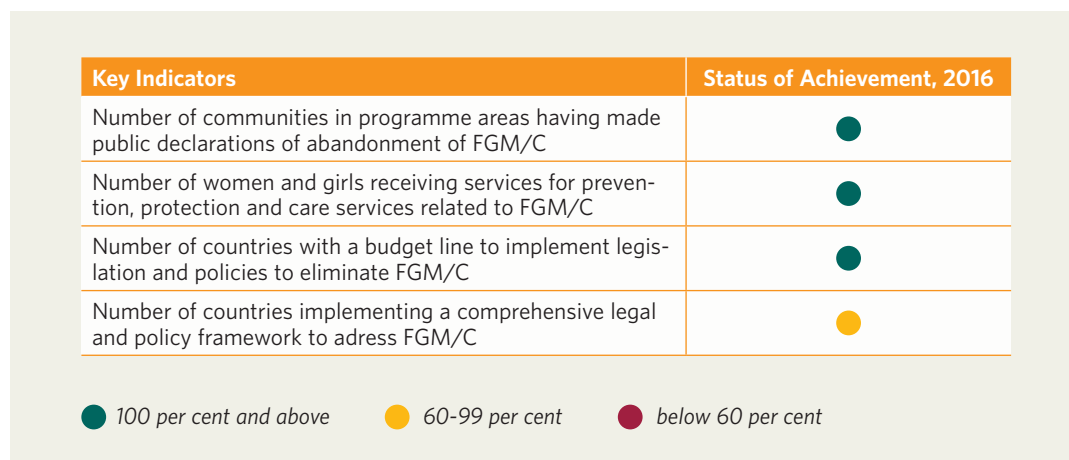 Key Indicators
Status of Achievement, 2016
Number of communities in programme areas having made
public declarations of abandonment of FGM/C
Number of women and girls receiving services for preven-
tion, protection and care services related to FGM/C
Number of countries with a budget line to implement legis-
lation and policies to eliminate FGM/C
Number of countries implementing a comprehensive legal
and policy framework to adress FGM/C
100 per cent and above
60-99 per cent
below 60 per cent